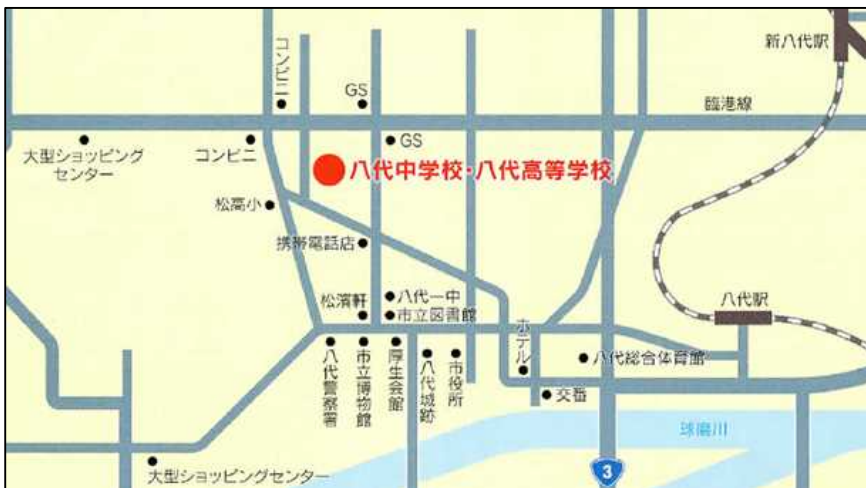 新八代駅
コンビニ
GS
臨港線
大型ショッピング
センター
コンビニ
GS
八代中学校・八代高等学校
松高小
携帯電話店
八代一中
松濱軒
市立図書館
八代駅
ホテル
八代警察署
市立博物館
厚生会館
八代城跡
市役所
八代総合体育館
交番
球磨川
大型ショッピングセンター
3